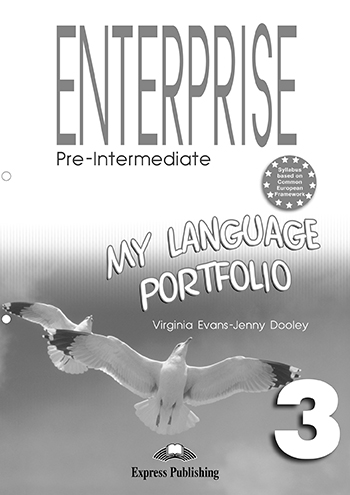 ENTERPRISE
Pre-Intermediate
Syllabus
based on
Common
European
Framework
MY LANGUAGE
PORTFOLIO
Virginia Evans-Jenny Dooley
3
Express Publishing